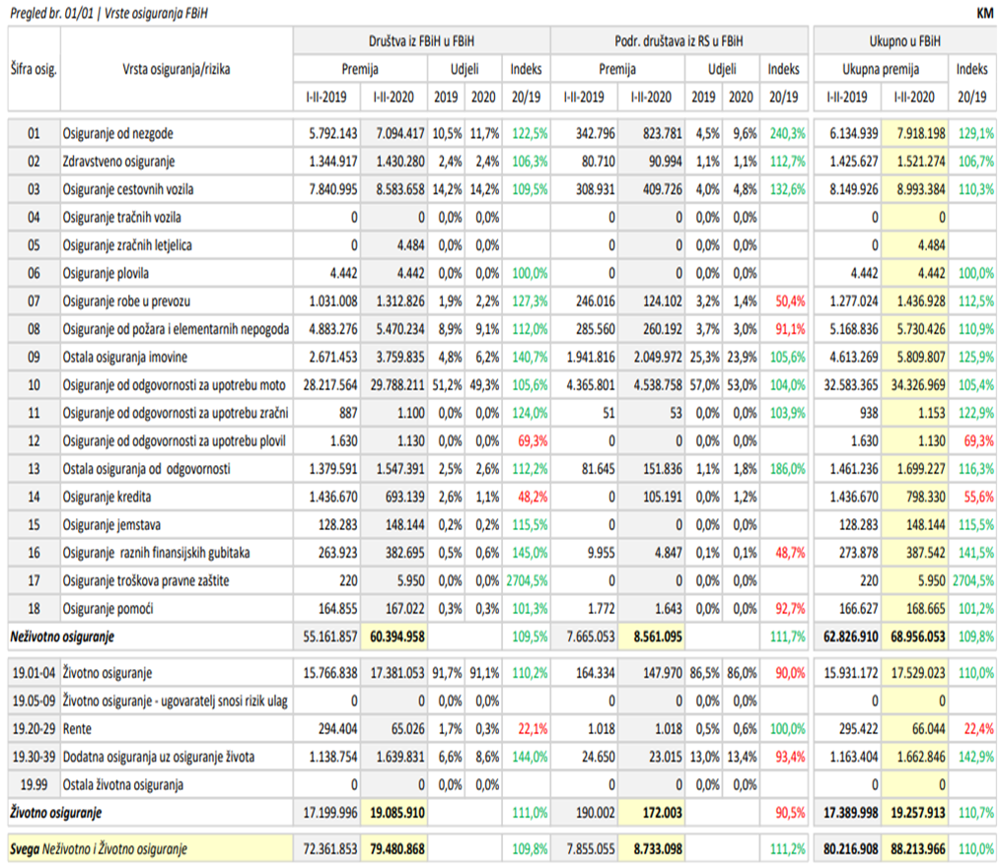 Pregled br. 01/01 | Vrste osiguranja FBiH KM
Šifra osig. Vrsta osiguranja/rizika Društva iz FBiH u FBiH Podr. društava iz RS u FBiH Ukupno u FBiH
Premija Udjeli Indeks Premija Udjeli Indeks Ukupna premija Indeks
I-II-2019 I-II-2020 2019 2020 20/19 I-II-2019 I-II-2020 2019 2020 20/19 I-II-2019 I-II-2020 20/19
01 Osiguranje od nezgode 5.792.143 7.094.417 10,5% 11,7% 122,5% 342.796 823.781 4,5% 9,6% 240,3% 6.134.939 7.918.198 129,1%
02 Zdravstveno osiguranje 1.344.917 1.430.280 2,4% 2,4% 106,3% 80.710 90.994 1,1% 1,1% 112,7% 1.425.627 1.521.274 106,7%
03 Osiguranje cestovnih vozila 7.840.995 8.583.658 14,2% 14,2% 109,5% 308.931 409.726 4,0% 4,8% 132,6% 8.149.926 8.993.384 110,3%
04 Osiguranje tračnih vozila 0 0 0,0% 0,0% 0 0 0,0% 0,0% 0 0
05 Osiguranje zračnih letjelica 0 4.484 0,0% 0,0% 0 0 0,0% 0,0% 0 4.484
06 Osiguranje plovila 4.442 4.442 0,0% 0,0% 100,0% 0 0 0,0% 0,0% 4.442 4.442 100,0%
07 Osiguranje robe u prevozu 1.031.008 1.312.826 1,9% 2,2% 127,3% 246.016 124.102 3,2% 1,4% 50,4% 1.277.024 1.436.928 112,5%
08 Osiguranje od požara i elementarnih nepogoda 4.883.276 5.470.234 8,9% 9,1% 112,0% 285.560 260.192 3,7% 3,0% 91,1% 5.168.836 5.730.426 110,9%
09 Ostala osiguranja imovine 2.671.453 3.759.835 4,8% 6,2% 140,7% 1.941.816 2.049.972 25,3% 23,9% 105,6% 4.613.269 5.809.807 125,9%
10 Osiguranje od odgovornosti za upotrebu moto 28.217.564 29.788.211 51,2% 49,3% 105,6% 4.365.801 4.538.758 57,0% 53,0% 104,0% 32.583.365 34.326.969 105,4%
11 Osiguranje od odgovornosti za upotrebu zračni 887 1.100 0,0% 0,0% 124,0% 51 53 0,0% 0,0% 103,9% 938 1.153 122,9%
12 Osiguranje od odgovornosti za upotrebu plovil 1.630 1.130 0,0% 0,0% 69,3% 0 0 0,0% 0,0% 1.630 1.130 69,3%
13 Ostala osiguranja od odgovornosti 1.379.591 1.547.391 2,5% 2,6% 112,2% 81.645 151.836 1,1% 1,8% 186,0% 1.461.236 1.699.227 116,3%
14 Osiguranje kredita 1.436.670 693.139 2,6% 1,1% 48,2% 0 105.191 0,0% 1,2% 1.436.670 798.330 55,6%
15 Osiguranje jemstava 128.283 148.144 0,2% 0,2% 115,5% 0 0 0,0% 0,0% 128.283 148.144 115,5%
16 Osiguranje raznih finansijskih gubitaka 263.923 382.695 0,5% 0,6% 145,0% 9.955 4.847 0,1% 0,1% 48,7% 273.878 387.542 141,5%
17 Osiguranje troškova pravne zaštite 220 5.950 0,0% 0,0% 2704,5% 0 0 0,0% 0,0% 220 5.950 2704,5%
18 Osiguranje pomoći 164.855 167.022 0,3% 0,3% 101,3% 1.772 1.643 0,0% 0,0% 92,7% 166.627 168.665 101,2%
Neživotno osiguranje 55.161.857 60.394.958 109,5% 7.665.053 8.561.095 111,7% 62.826.910 68.956.053 109,8%
19.01-04 Životno osiguranje 15.766.838 17.381.053 91,7% 91,1% 110,2% 164.334 147.970 86,5% 86,0% 90,0% 15.931.172 17.529.023 110,0%
19.05-09 Životno osiguranje - ugovaratelj snosi rizik ulag 0 0 0,0% 0,0% 0 0 0,0% 0,0% 0 0
19.20-29 Rente 294.404 65.026 1,7% 0,3% 22,1% 1.018 1.018 0,5% 0,6% 100,0% 295.422 66.044 22,4%
19.30-39 Dodatna osiguranja uz osiguranje života 1.138.754 1.639.831 6,6% 8,6% 144,0% 24.650 23.015 13,0% 13,4% 93,4% 1.163.404 1.662.846 142,9%
19.99 Ostala životna osiguranja 0 0 0,0% 0,0% 0 0 0,0% 0,0% 0 0
Životno osiguranje 17.199.996 19.085.910 111,0% 190.002 172.003 90,5% 17.389.998 19.257.913 110,7%
Svega Neživotno i Životno osiguranje 72.361.853 79.480.868 109,8% 7.855.055 8.733.098 111,2% 80.216.908 88.213.966 110,0%